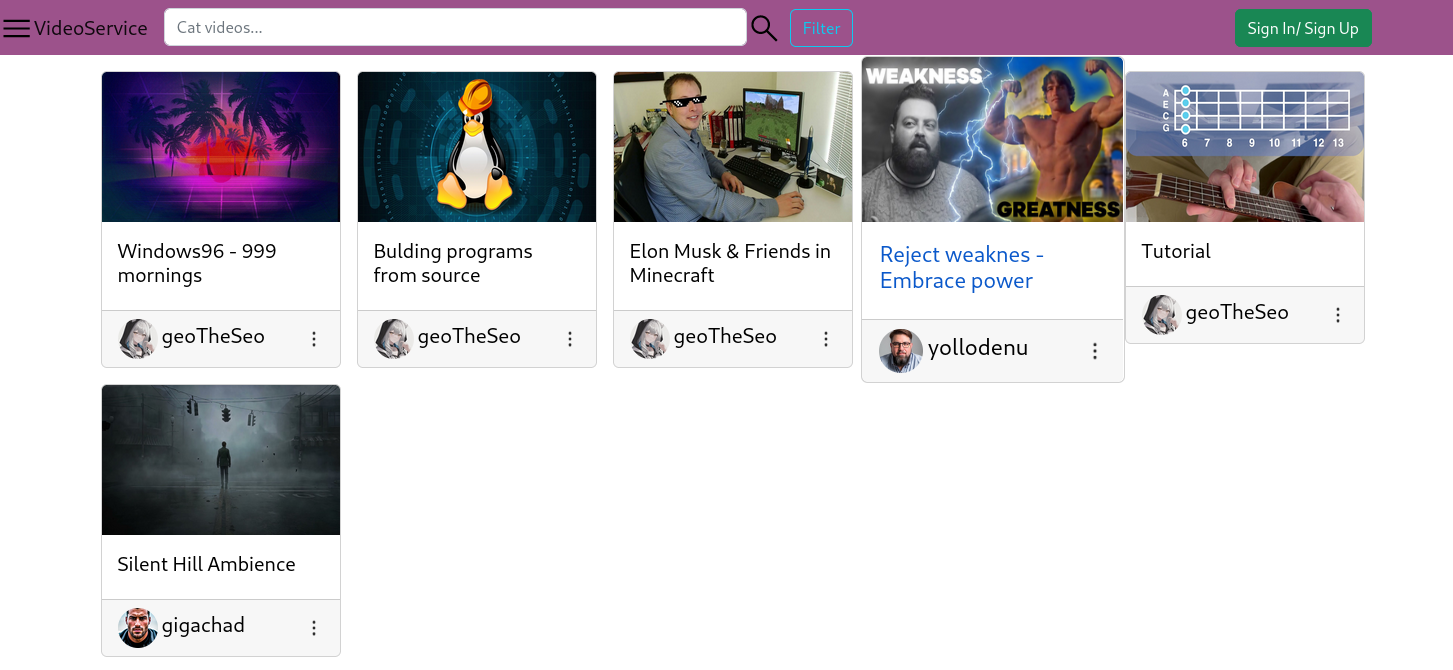 VideoService
Cat videos...
Filter
Sign In/ Sign Up
WEAKNESS
GREATNESS
A
E
C
G
6 7 8 9 10 11 12 13
Windows96 - 999
mornings
geoTheSeo
Bulding programs
from source
geoTheSeo
Elon Musk & Friends in
Minecraft
geoTheSeo
Reject weaknes -
Embrace power
yollodenu
Tutorial
geoTheSeo
Silent Hill Ambience
gigachad